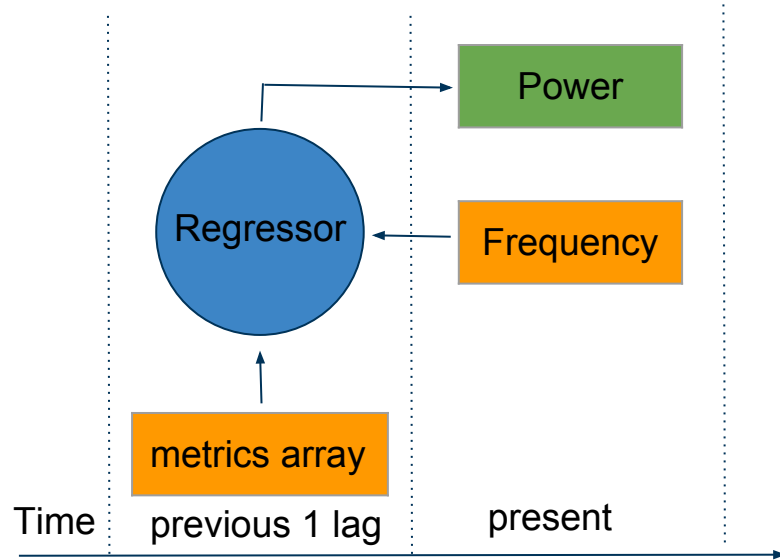 Power
Regressor
Frequency
metrics array
Time
previous 1 lag
present